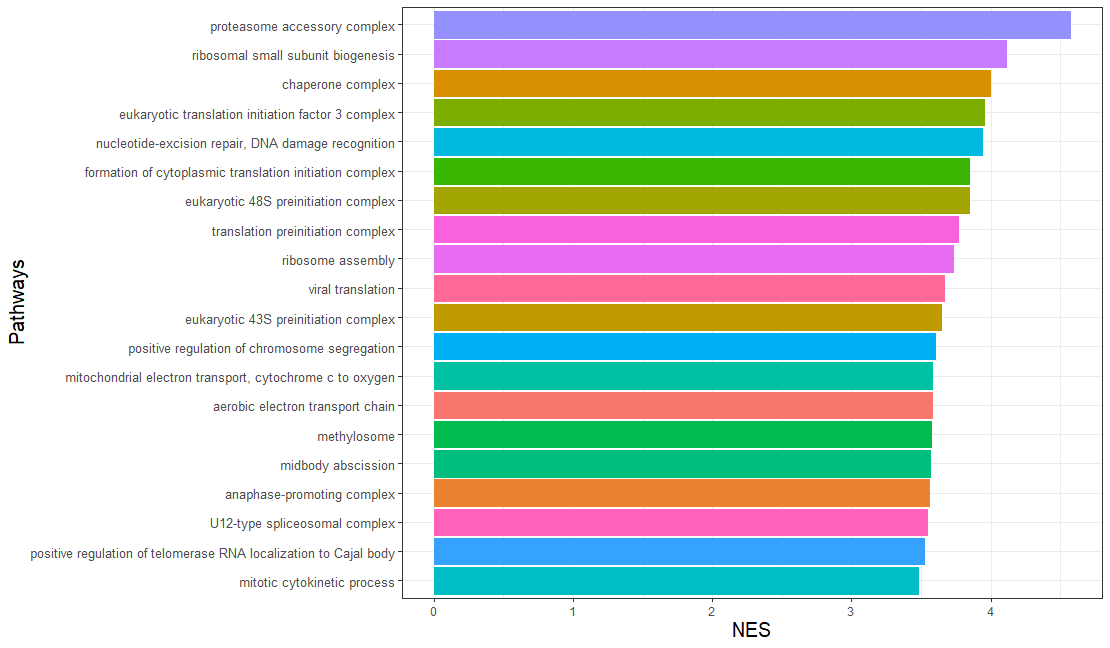 proteasome accessory complex
ribosomal small subunit biogenesis
chaperone complex
eukaryotic translation initiation factor 3 complex
nucleotide-excision repair, DNA damage recognition
formation of cytoplasmic translation initiation complex
eukaryotic 48S preinitiation complex
translation preinitiation complex
ribosome assembly
viral translation
eukaryotic 43S preinitiation complex
positive regulation of chromosome segregation
mitochondrial electron transport, cytochrome c to oxygen
aerobic electron transport chain
methylosome
midbody abscission
anaphase-promoting complex
U12-type spliceosomal complex
positive regulation of telomerase RNA localization to Cajal body
mitotic cytokinetic process
Pathways
0 1 2 3 4
NES